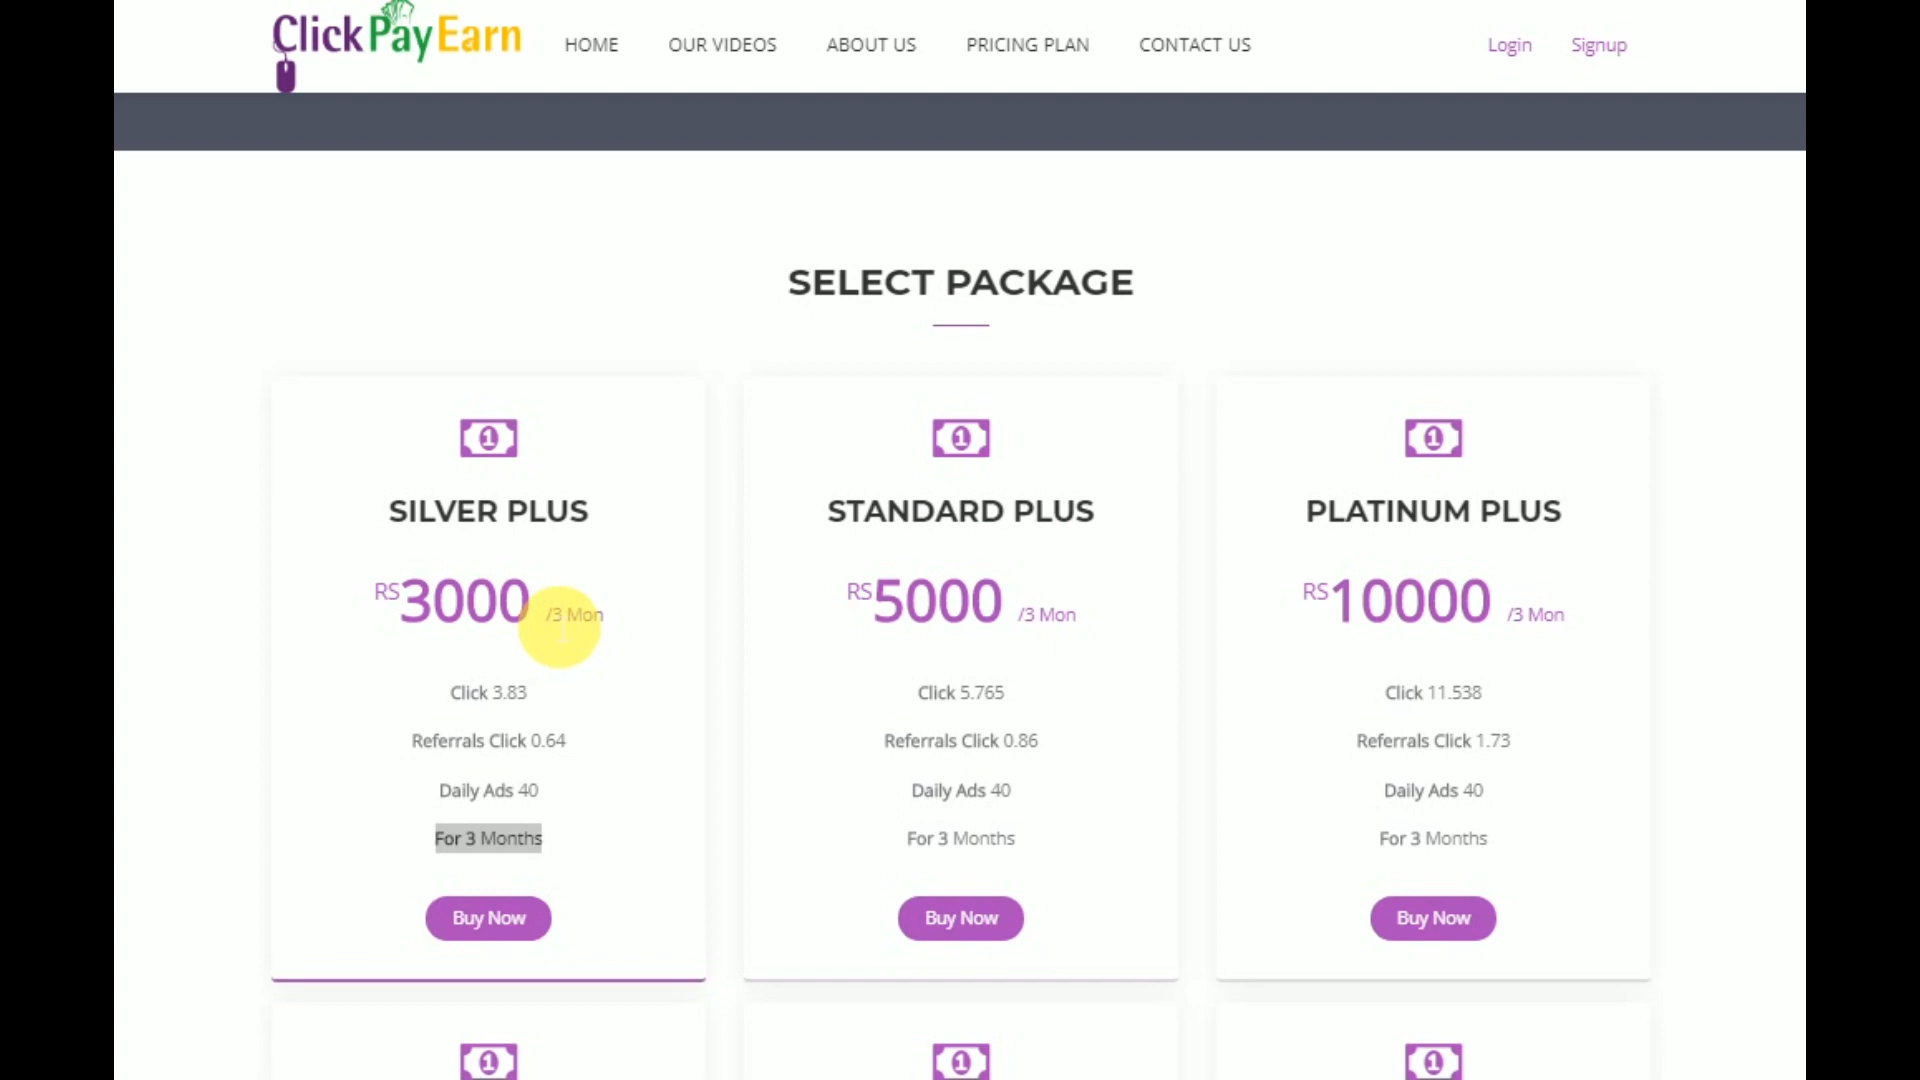 ClickPayEarn
HOME
OUR VIDEOS
ABOUT US
PRICING PLAN
CONTACT US
Login
Signup
SELECT PACKAGE
SILVER PLUS
RS3000 /3 Mon
Click 3.83
Referrals Click 0.64
Daily Ads 40
For 3 Months
Buy Now
STANDARD PLUS
RS5000 /3 Mon
Click 5.765
Referrals Click 0.86
Daily Ads 40
For 3 Months
Buy Now
PLATINUM PLUS
RS10000 /3 Mon
Click 11.538
Referrals Click 1.73
Daily Ads 40
For 3 Months
Buy Now